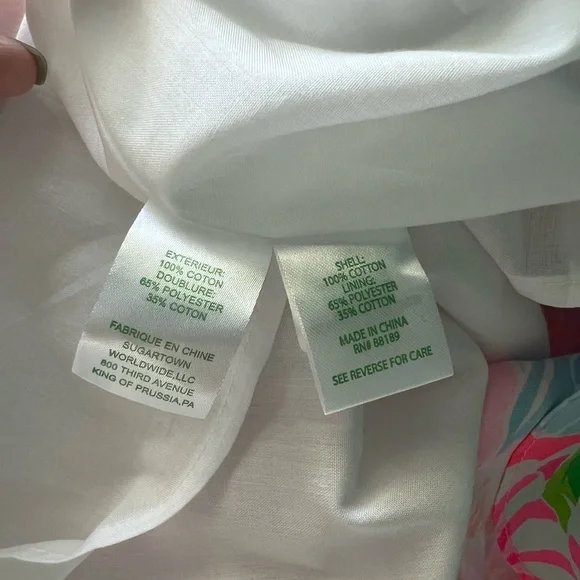 EXTERIEUR:
100% COTON
DOUBLURE:
65% POLYESTER
35% COTON
FABRIQUE EN CHINE
SUGARTOWN
WORLDWIDE,LLC
800 THIRD AVENUE
KING OF PRUSSIA,PA
SHELL:
100% COTTON
LINING:
65% POLYESTER
35% COTTON
MADE IN CHINA
RN# 88189
SEE REVERSE FOR CARE